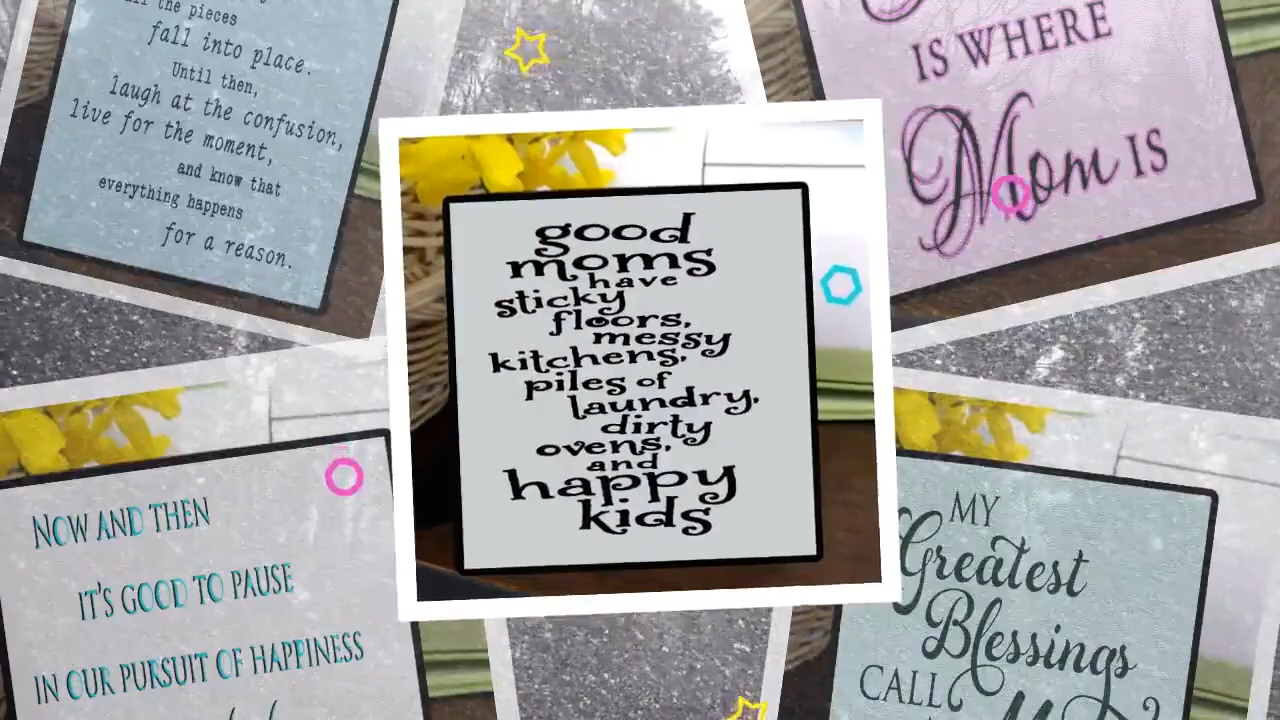 the pieces
fall into place.
Until then,
laugh at the confusion,
live for the moment,
and know that
everything happens
for a reason.
IS WHERE
Mom IS
good
moms
have
sticky
floors,
messy
kitchens,
piles of
laundry,
dirty
ovens,
and
happy
kids
NOW AND THEN
IT'S GOOD TO PAUSE
IN OUR PURSUIT OF HAPPINESS
MY
Greatest
Blessings
CALL